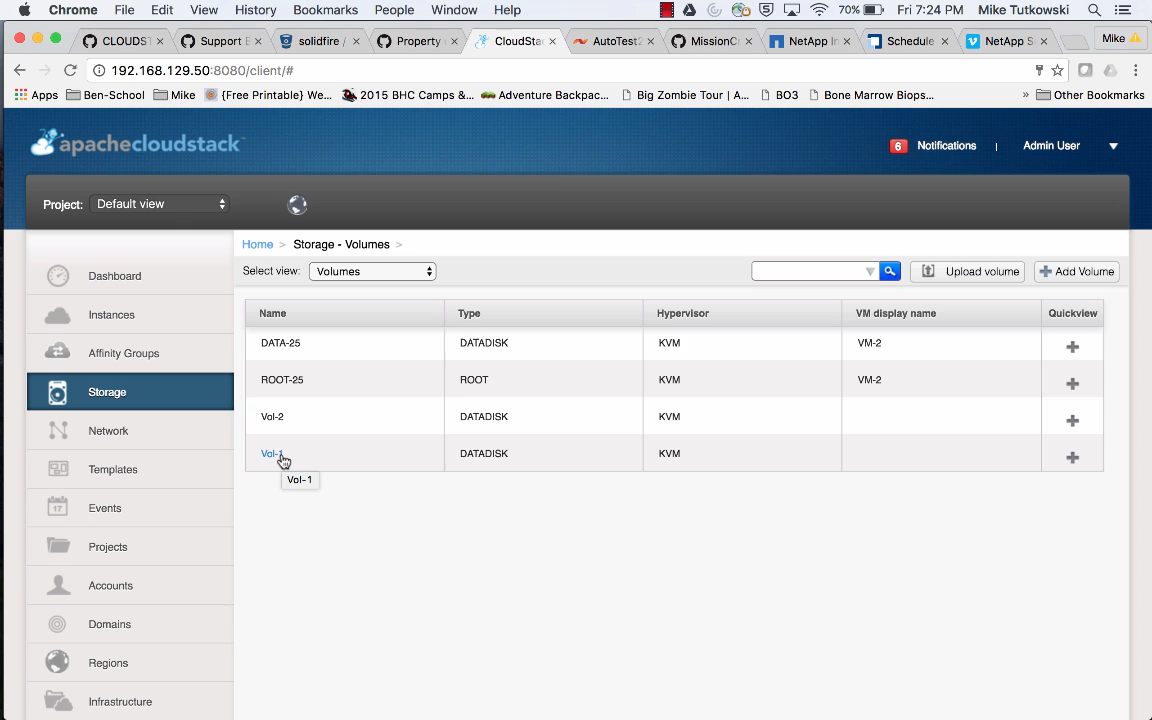 Chrome File Edit View History Bookmarks People Window Help 70% Fri 7:24 PM Mike Tutkowski
CLOUDST Support E solidfire / Property CloudStac AutoTest2 MissionCr NetApp In Schedule NetApp S Mike
192.168.129.50:8080/client/#
Apps Ben-School Mike {Free Printable} We... 2015 BHC Camps &... Adventure Backpac... Big Zombie Tour | A... BO3 Bone Marrow Biops... » Other Bookmarks
apachecloudstack
6 Notifications | Admin User
Project: Default view
Home > Storage - Volumes >
Select view: Volumes Upload volume Add Volume
Name Type Hypervisor VM display name Quickview
DATA-25 DATADISK KVM VM-2
ROOT-25 ROOT KVM VM-2
Vol-2 DATADISK KVM
Vol-1 DATADISK KVM
Vol-1
Dashboard
Instances
Affinity Groups
Storage
Network
Templates
17 Events
Projects
Accounts
Domains
Regions
Infrastructure